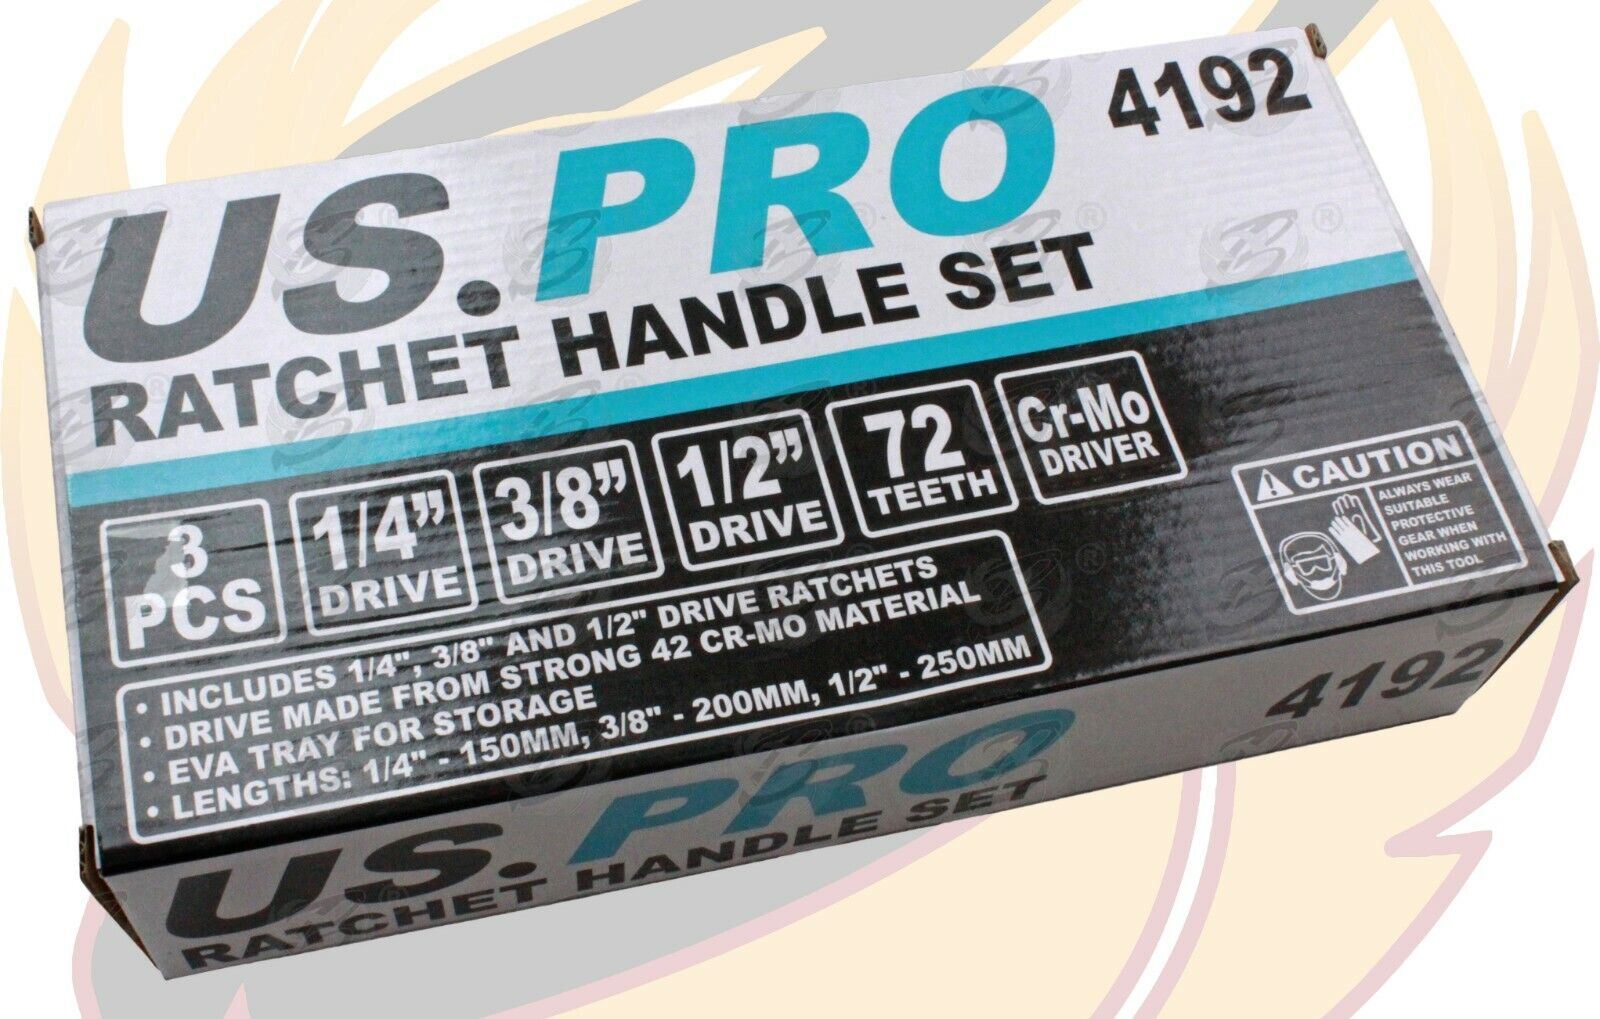 US.PRO
4192
RATCHET HANDLE SET
3
PCS
1/4”
DRIVE
3/8”
DRIVE
1/2”
DRIVE
72
TEETH
Cr-Mo
DRIVER
CAUTION
ALWAYS WEAR
SUITABLE
PROTECTIVE
GEAR WHEN
WORKING WITH
THIS TOOL
• INCLUDES 1/4", 3/8" AND 1/2" DRIVE RATCHETS
• DRIVE MADE FROM STRONG 42 CR-MO MATERIAL
• EVA TRAY FOR STORAGE
• LENGTHS: 1/4" - 150MM, 3/8" - 200MM, 1/2" - 250MM
US.PRO
4192
RATCHET HANDLE SET